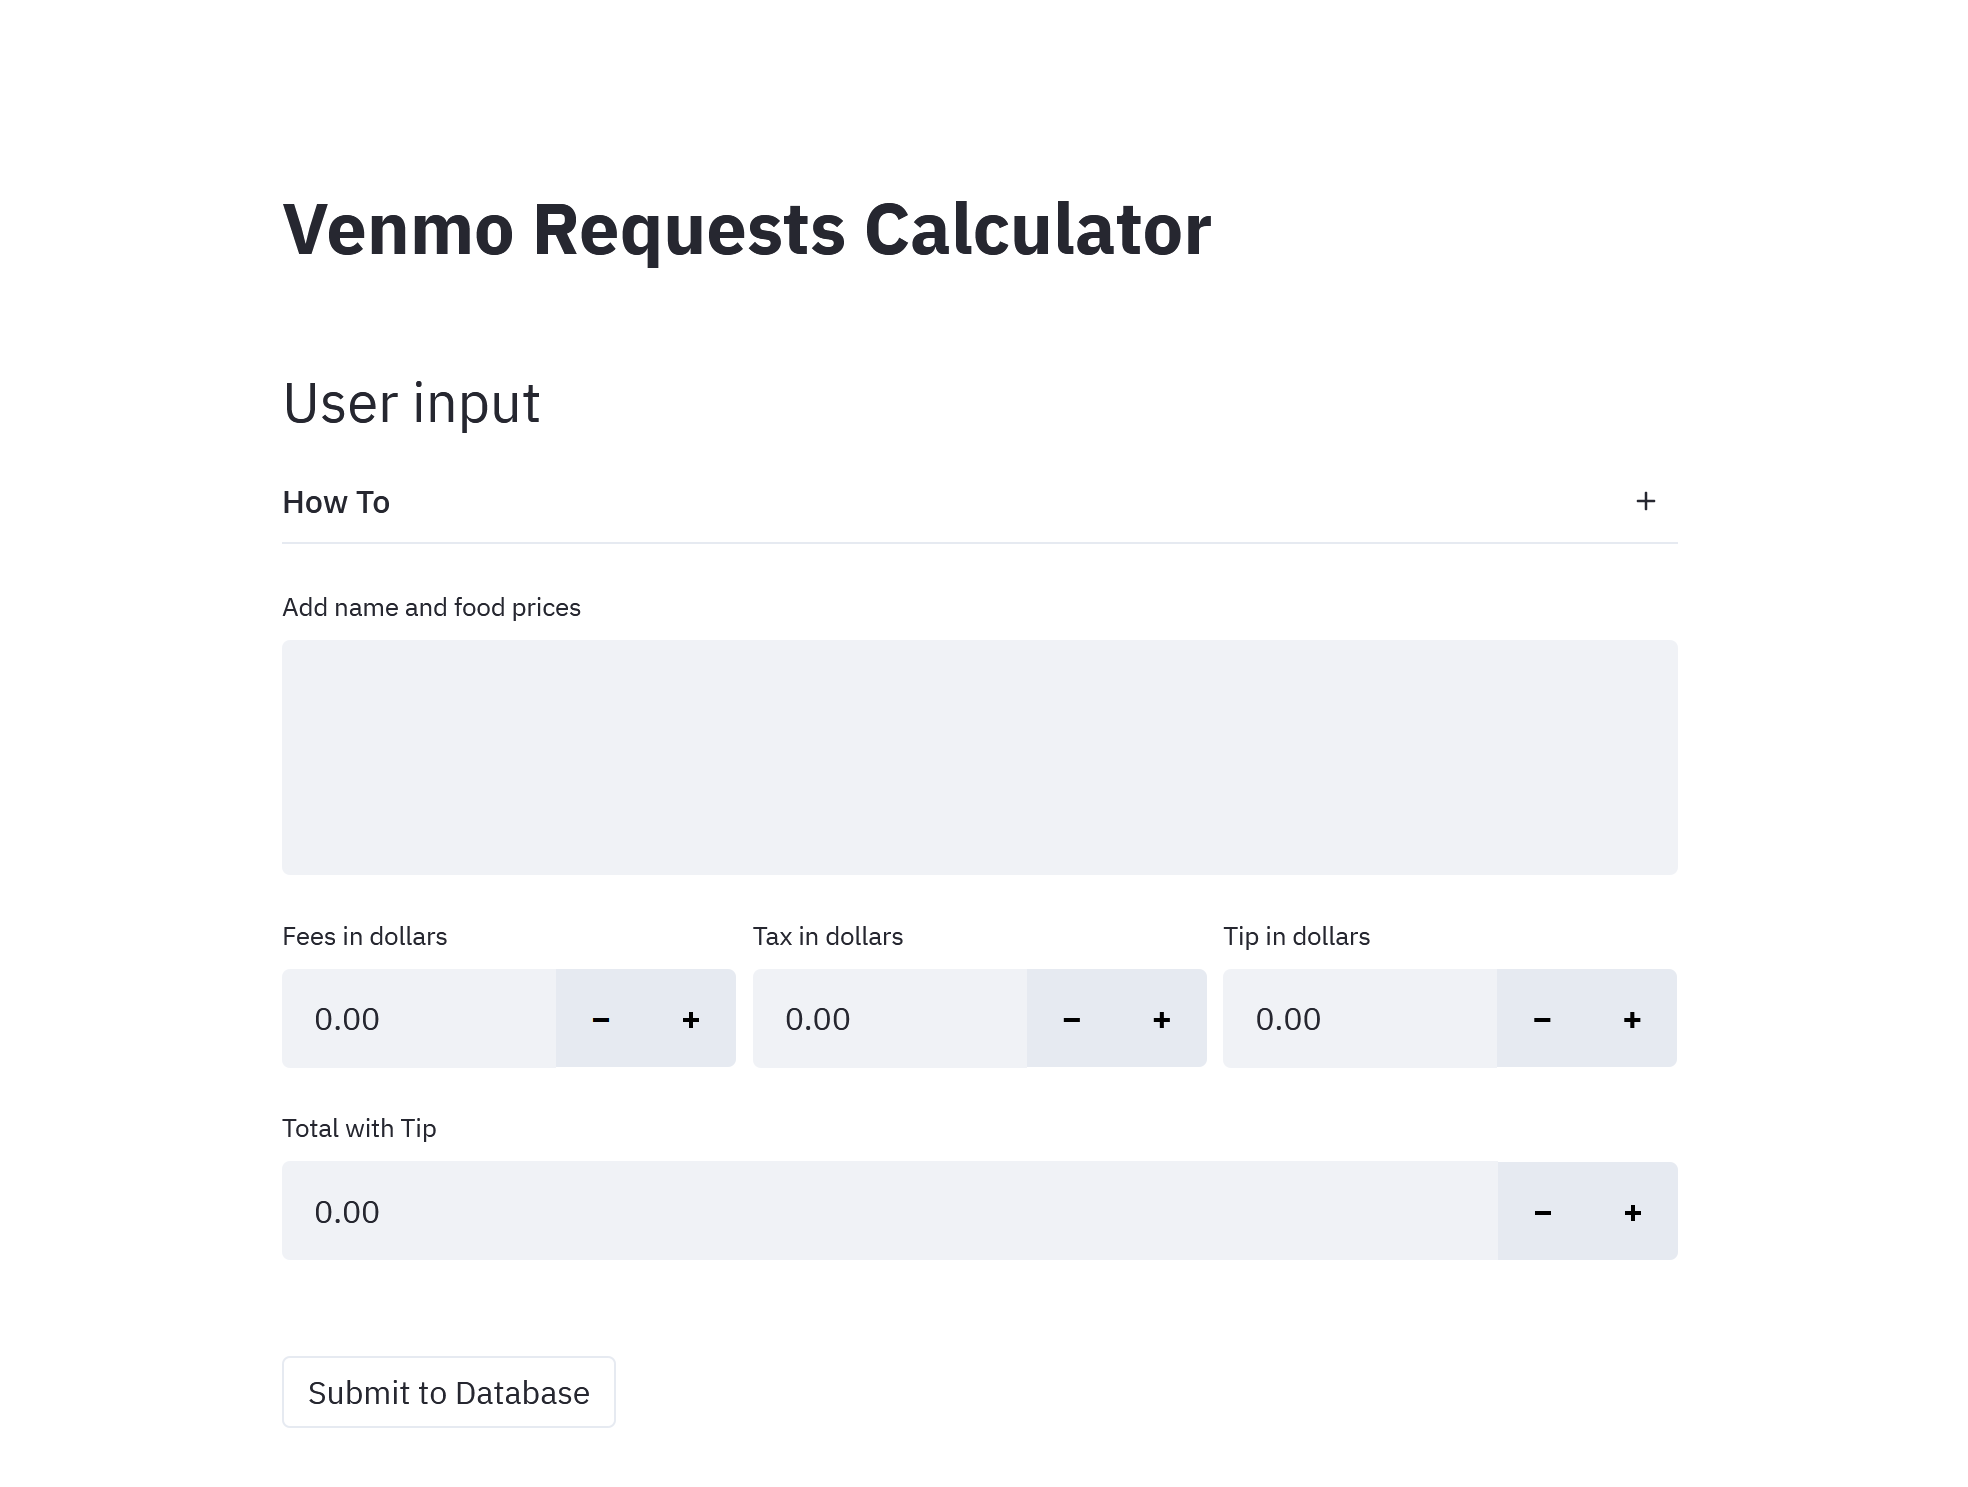 Venmo Requests Calculator
User input
How To +
Add name and food prices
Fees in dollars Tax in dollars Tip in dollars
0.00 − + 0.00 − + 0.00 − +
Total with Tip
0.00 − +
Submit to Database